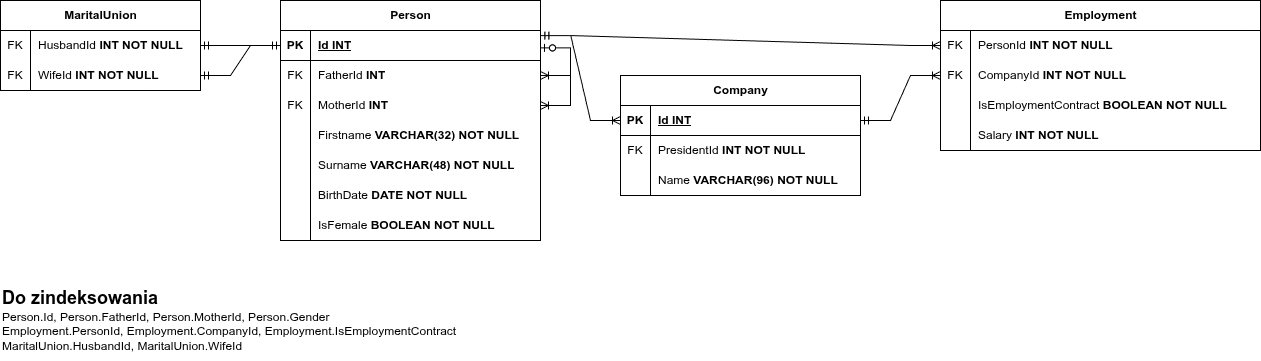 MaritalUnion
FK HusbandId INT NOT NULL
FK WifeId INT NOT NULL
Person
PK Id INT
FK FatherId INT
FK MotherId INT
Firstname VARCHAR(32) NOT NULL
Surname VARCHAR(48) NOT NULL
BirthDate DATE NOT NULL
IsFemale BOOLEAN NOT NULL
Company
PK Id INT
FK PresidentId INT NOT NULL
Name VARCHAR(96) NOT NULL
Employment
FK PersonId INT NOT NULL
FK CompanyId INT NOT NULL
IsEmploymentContract BOOLEAN NOT NULL
Salary INT NOT NULL
Do zindeksowania
Person.Id, Person.FatherId, Person.MotherId, Person.Gender
Employment.PersonId, Employment.CompanyId, Employment.IsEmploymentContract
MaritalUnion.HusbandId, MaritalUnion.WifeId